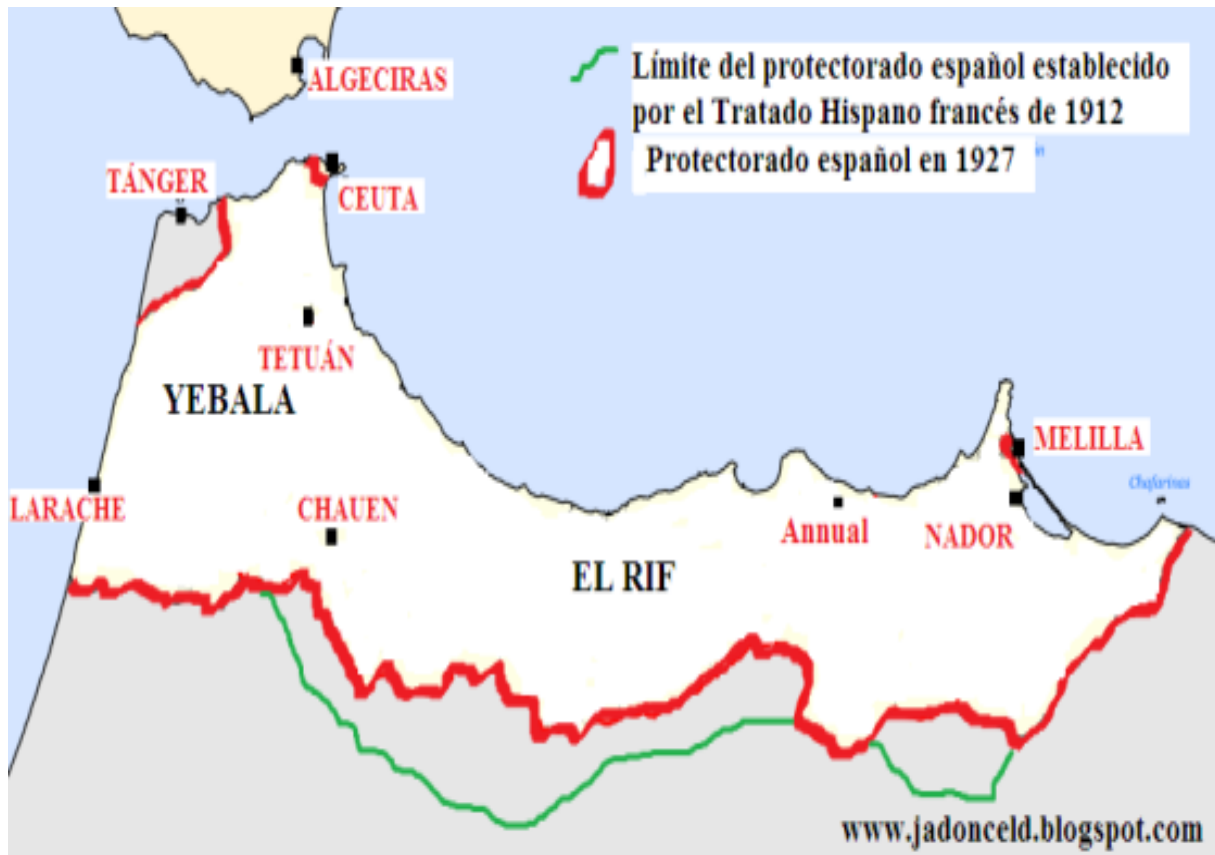 ALGECIRAS
Límite del protectorado español establecido
por el Tratado Hispano francés de 1912
Protectorado español en 1927
TÁNGER
CEUTA
TETUÁN
YEBALA
MELILLA
Chafarinas
LARACHE
CHAUEN
Annual
NADOR
EL RIF
www.jadonceld.blogspot.com